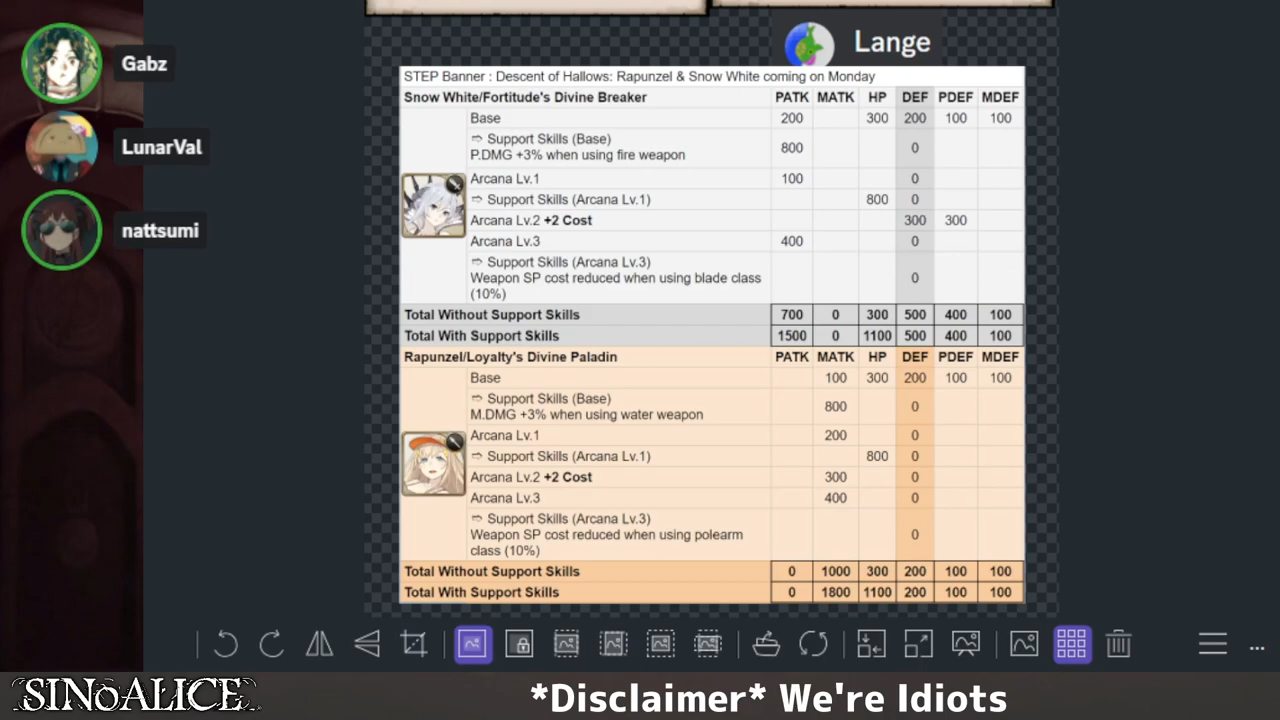 Gabz
LunarVal
nattsumi
Lange
STEP Banner : Descent of Hallows: Rapunzel & Snow White coming on Monday
Snow White/Fortitude's Divine Breaker PATK MATK HP DEF PDEF MDEF
Base 200 300 200 100 100
⇨ Support Skills (Base)
P.DMG +3% when using fire weapon 800 0
Arcana Lv.1 100 0
⇨ Support Skills (Arcana Lv.1) 800 0
Arcana Lv.2 +2 Cost 300 300
Arcana Lv.3 400 0
⇨ Support Skills (Arcana Lv.3)
Weapon SP cost reduced when using blade class 0
(10%)
Total Without Support Skills 700 0 300 500 400 100
Total With Support Skills 1500 0 1100 500 400 100
Rapunzel/Loyalty's Divine Paladin PATK MATK HP DEF PDEF MDEF
Base 100 300 200 100 100
⇨ Support Skills (Base)
M.DMG +3% when using water weapon 800 0
Arcana Lv.1 200 0
⇨ Support Skills (Arcana Lv.1) 800 0
Arcana Lv.2 +2 Cost 300 0
Arcana Lv.3 400 0
⇨ Support Skills (Arcana Lv.3)
Weapon SP cost reduced when using polearm 0
class (10%)
Total Without Support Skills 0 1000 300 200 100 100
Total With Support Skills 0 1800 1100 200 100 100
SINoALICE
*Disclaimer* We're Idiots